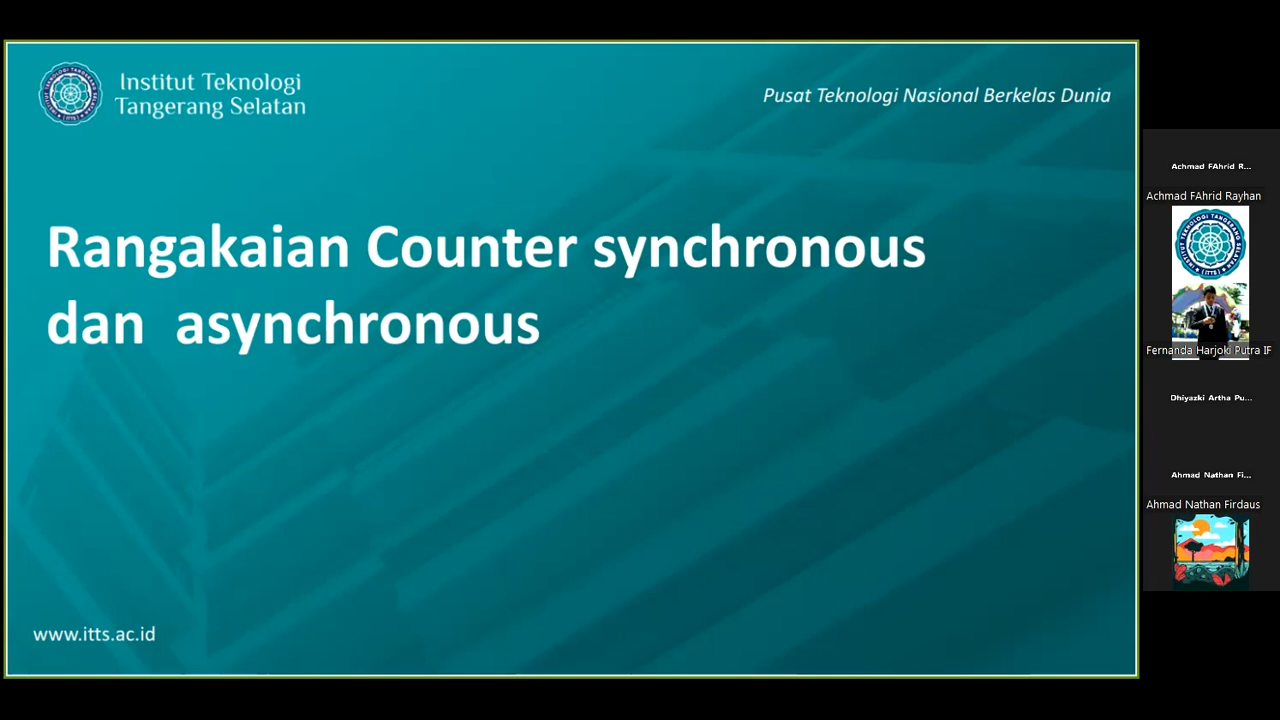 Institut Teknologi
Tangerang Selatan
Pusat Teknologi Nasional Berkelas Dunia
Rangakaian Counter synchronous
dan asynchronous
www.itts.ac.id
Achmad FAhrid R...
Achmad FAhrid Rayhan
Fernanda Harjoki Putra IF
Dhiyazki Artha Pu...
Ahmad Nathan Fi...
Ahmad Nathan Firdaus